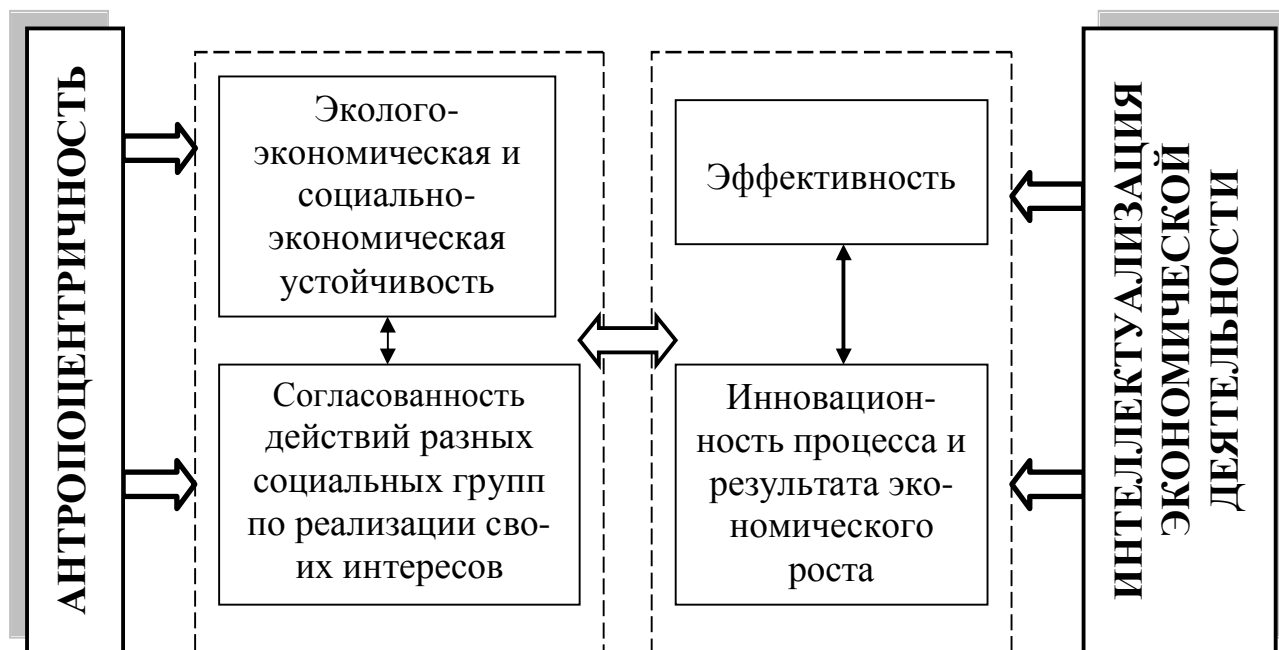 АНТРОПОЦЕНТРИЧНОСТЬ
Эколого-
экономическая и
социально-
экономическая
устойчивость
Согласованность
действий разных
социальных групп
по реализации сво-
их интересов
Эффективность
Инновацион-
ность процесса и
результата эко-
номического
роста
ИНТЕЛЛЕКТУАЛИЗАЦИЯ
ЭКОНОМИЧЕСКОЙ
ДЕЯТЕЛЬНОСТИ